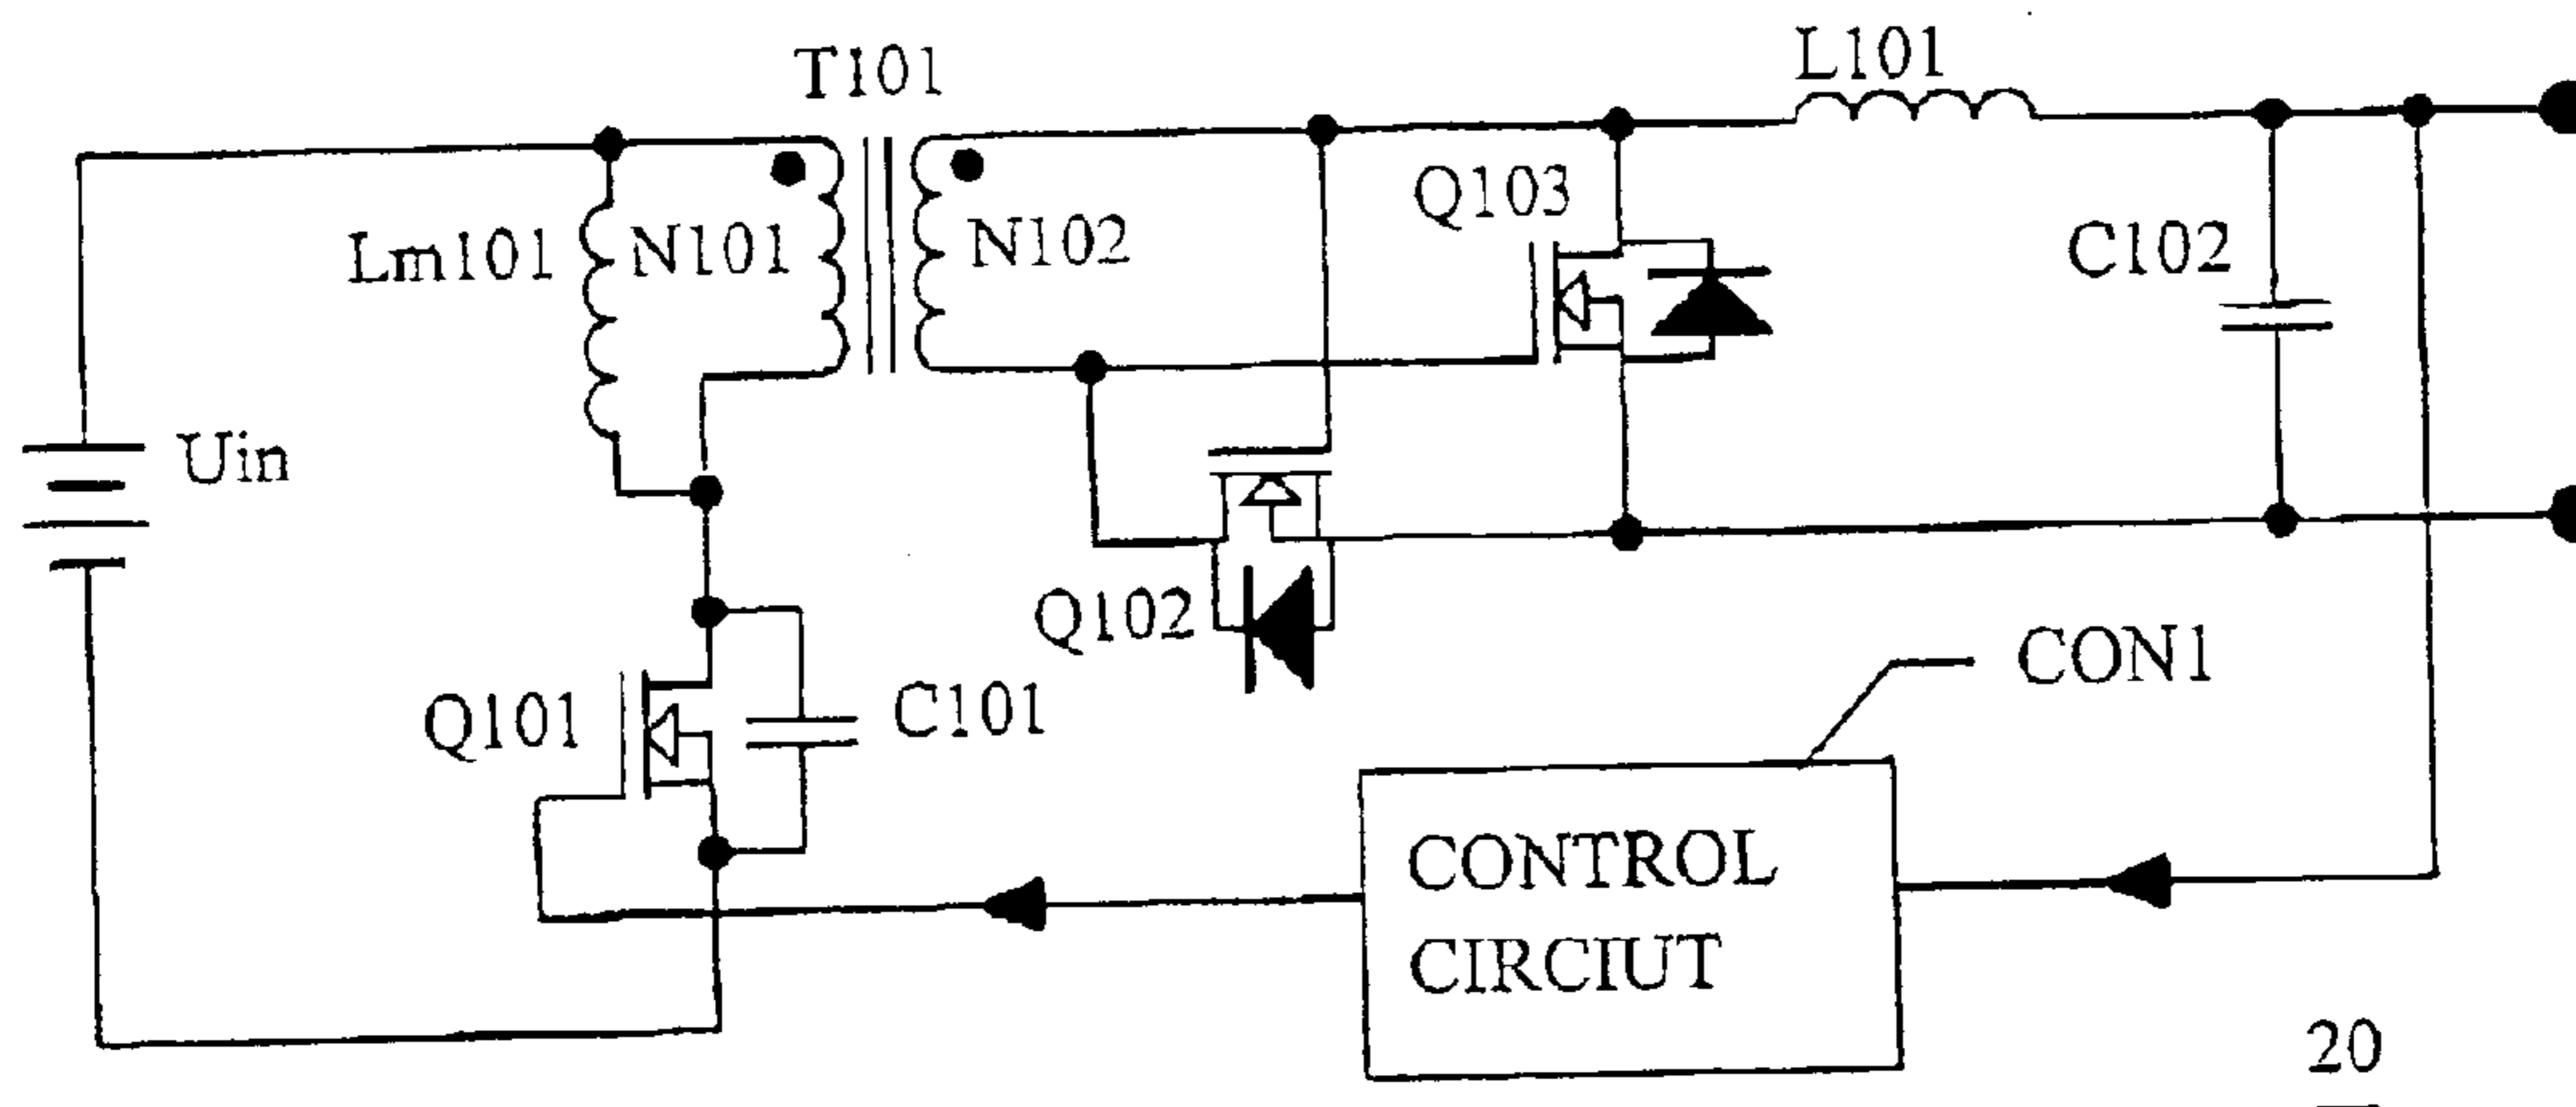 T101
L101
Lm101
N101
N102
Q103
C102
Uin
Q102
Q101
C101
CON1
CONTROL
CIRCIUT
20